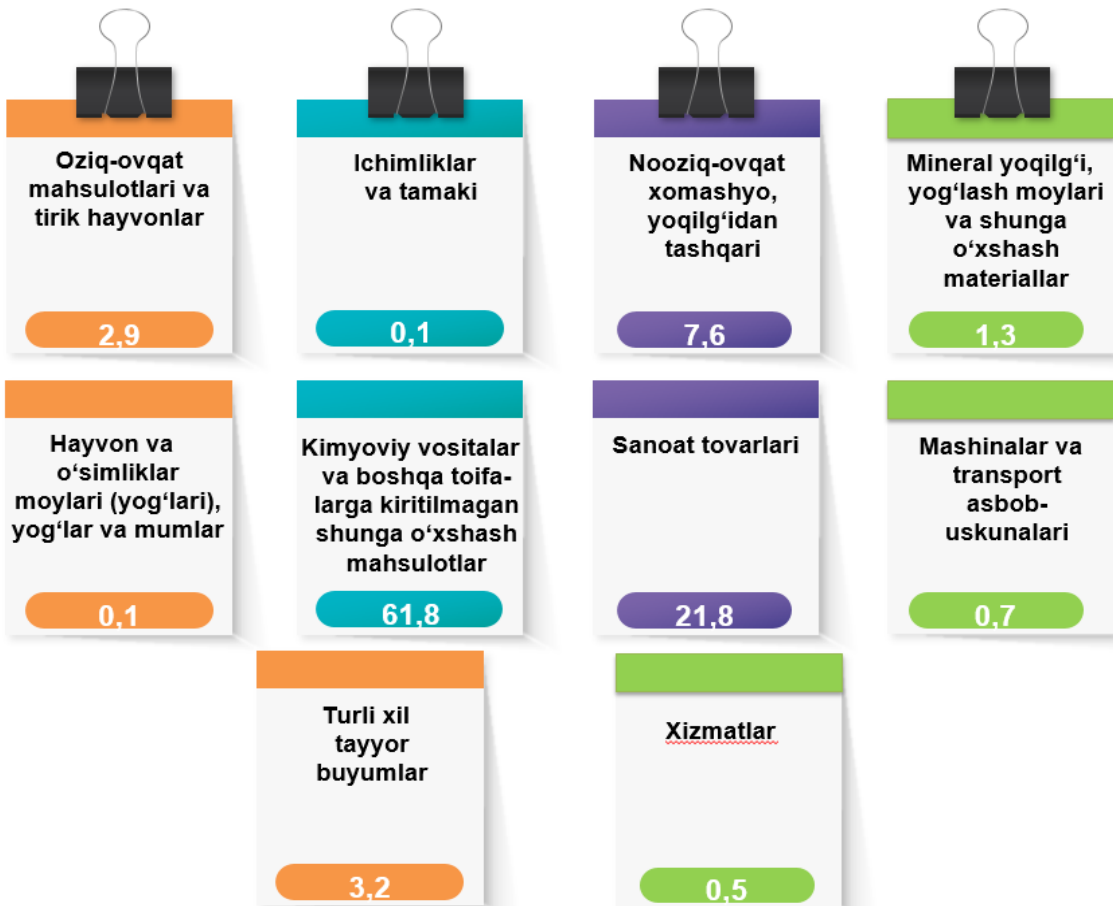 Oziq-ovqat
mahsulotlari va
tirik hayvonlar
2,9
Ichimliklar
va tamaki
0,1
Nooziq-ovqat
xomashyo,
yoqilg‘idan
tashqari
7,6
Mineral yoqilg‘i,
yog‘lash moylari
va shunga
o‘xshash
materiallar
1,3
Hayvon va
o‘simliklar
moylari (yog‘lari),
yog‘lar va mumlar
0,1
Kimyoviy vositalar
va boshqa toifa-
larga kiritilmagan
shunga o‘xshash
mahsulotlar
61,8
Sanoat tovarlari
21,8
Mashinalar va
transport
asbob-
uskunalari
0,7
Turli xil
tayyor
buyumlar
3,2
Xizmatlar
0,5